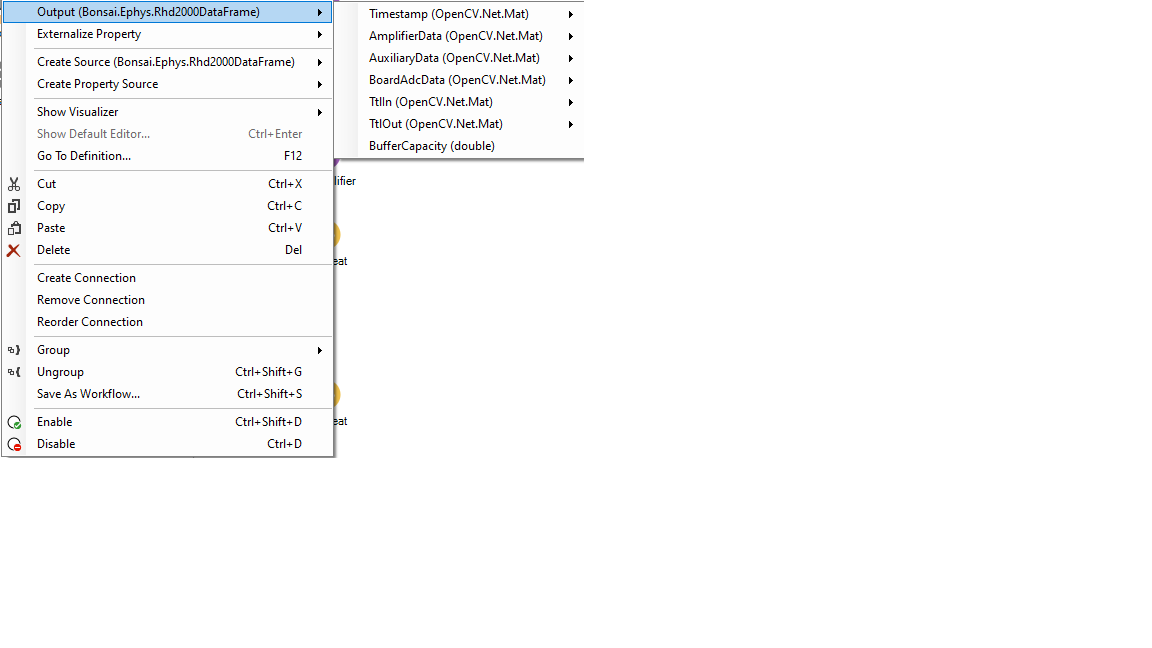 Output (Bonsai.Ephys.Rhd2000DataFrame)
Externalize Property
Create Source (Bonsai.Ephys.Rhd2000DataFrame)
Create Property Source
Show Visualizer
Show Default Editor... Ctrl+Enter
Go To Definition... F12
Cut Ctrl+X
Copy Ctrl+C
Paste Ctrl+V
Delete Del
Create Connection
Remove Connection
Reorder Connection
Group
Ungroup Ctrl+Shift+G
Save As Workflow... Ctrl+Shift+S
Enable Ctrl+Shift+D
Disable Ctrl+D
Timestamp (OpenCV.Net.Mat)
AmplifierData (OpenCV.Net.Mat)
AuxiliaryData (OpenCV.Net.Mat)
BoardAdcData (OpenCV.Net.Mat)
TtlIn (OpenCV.Net.Mat)
TtlOut (OpenCV.Net.Mat)
BufferCapacity (double)
lifier
eat
eat